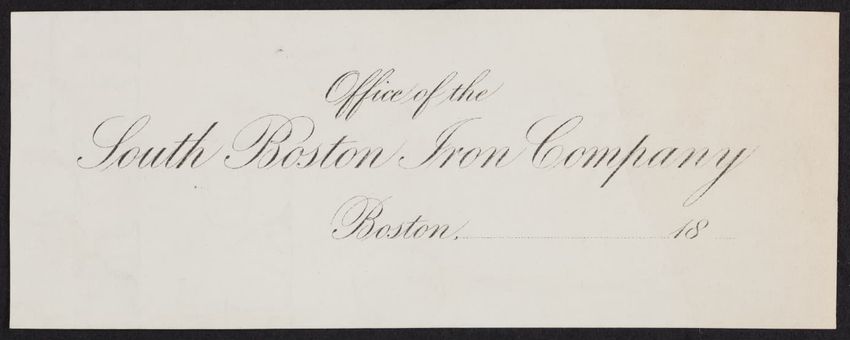 Office of the
South Boston Iron Company
Boston, 18